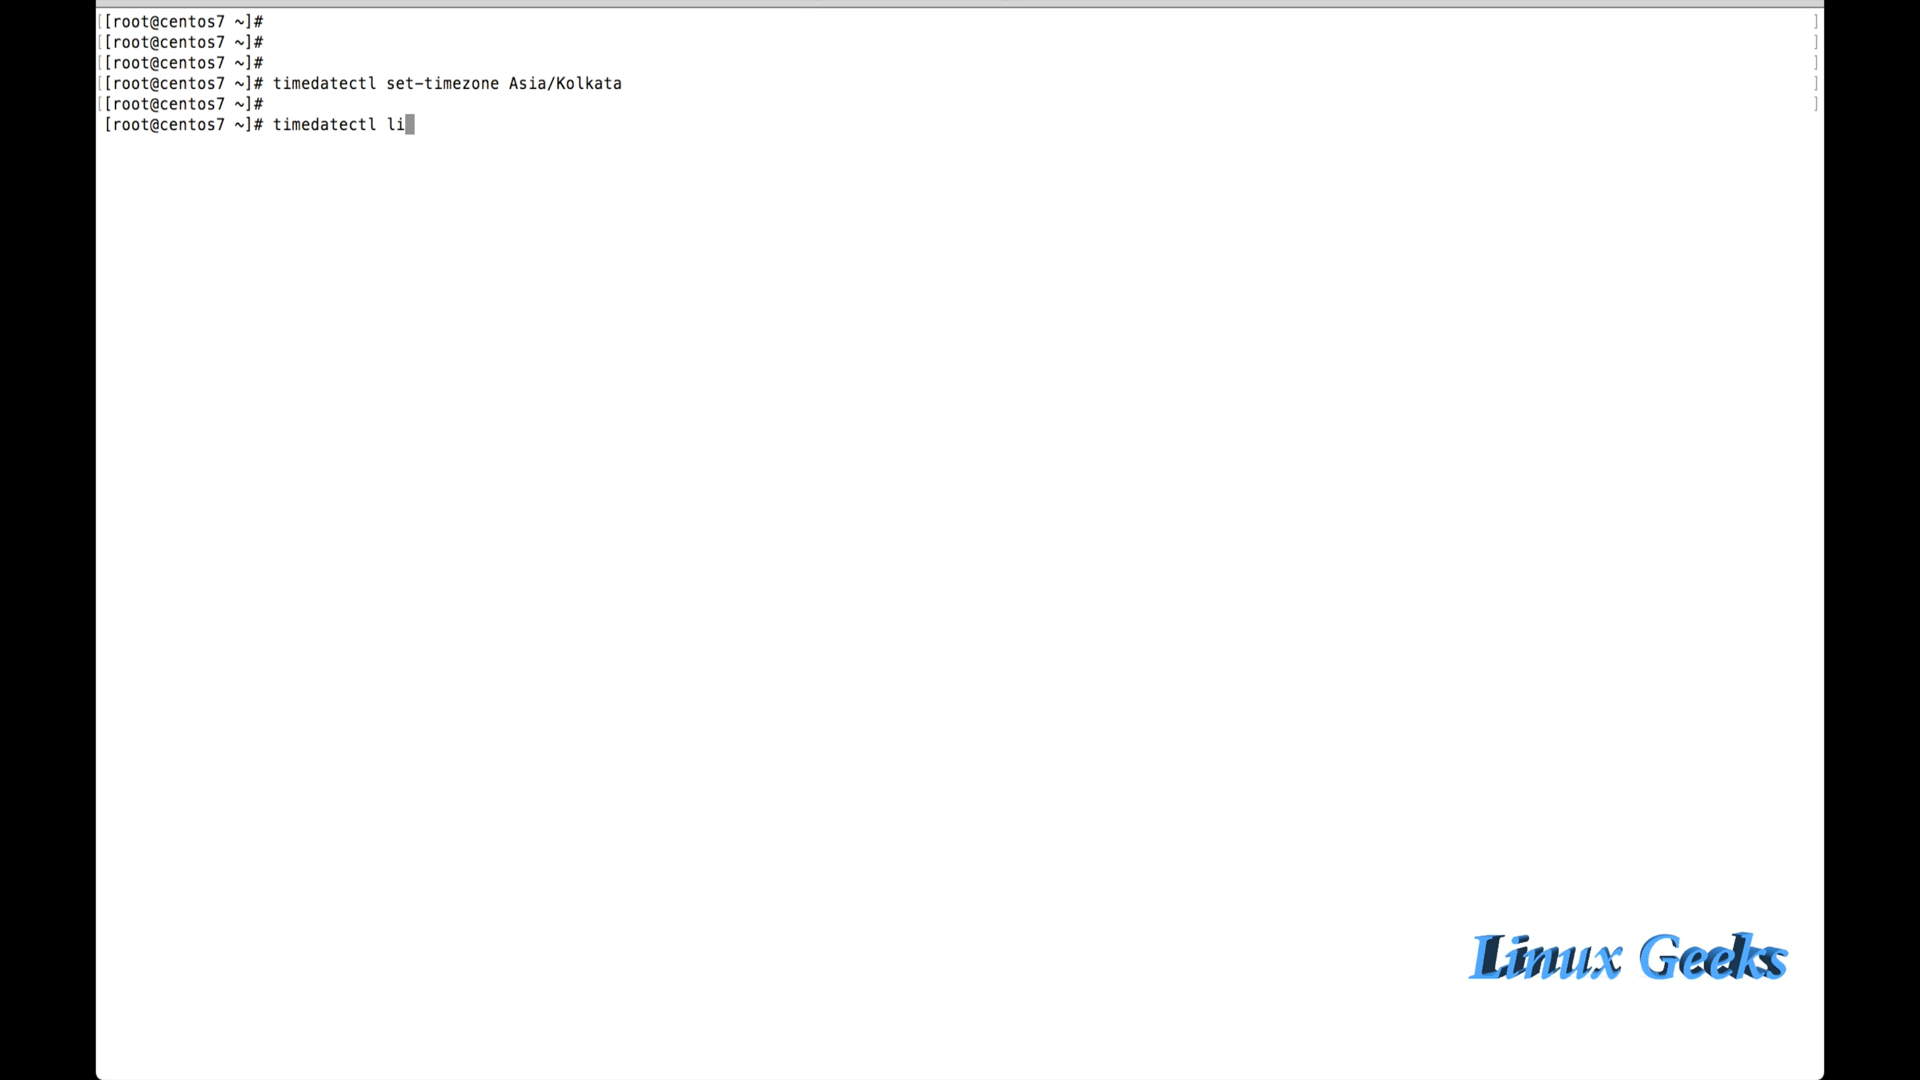 [[root@centos7 ~]# ]
[[root@centos7 ~]# ]
[[root@centos7 ~]# ]
[[root@centos7 ~]# timedatectl set-timezone Asia/Kolkata ]
[[root@centos7 ~]# ]
[root@centos7 ~]# timedatectl li
Linux Geeks